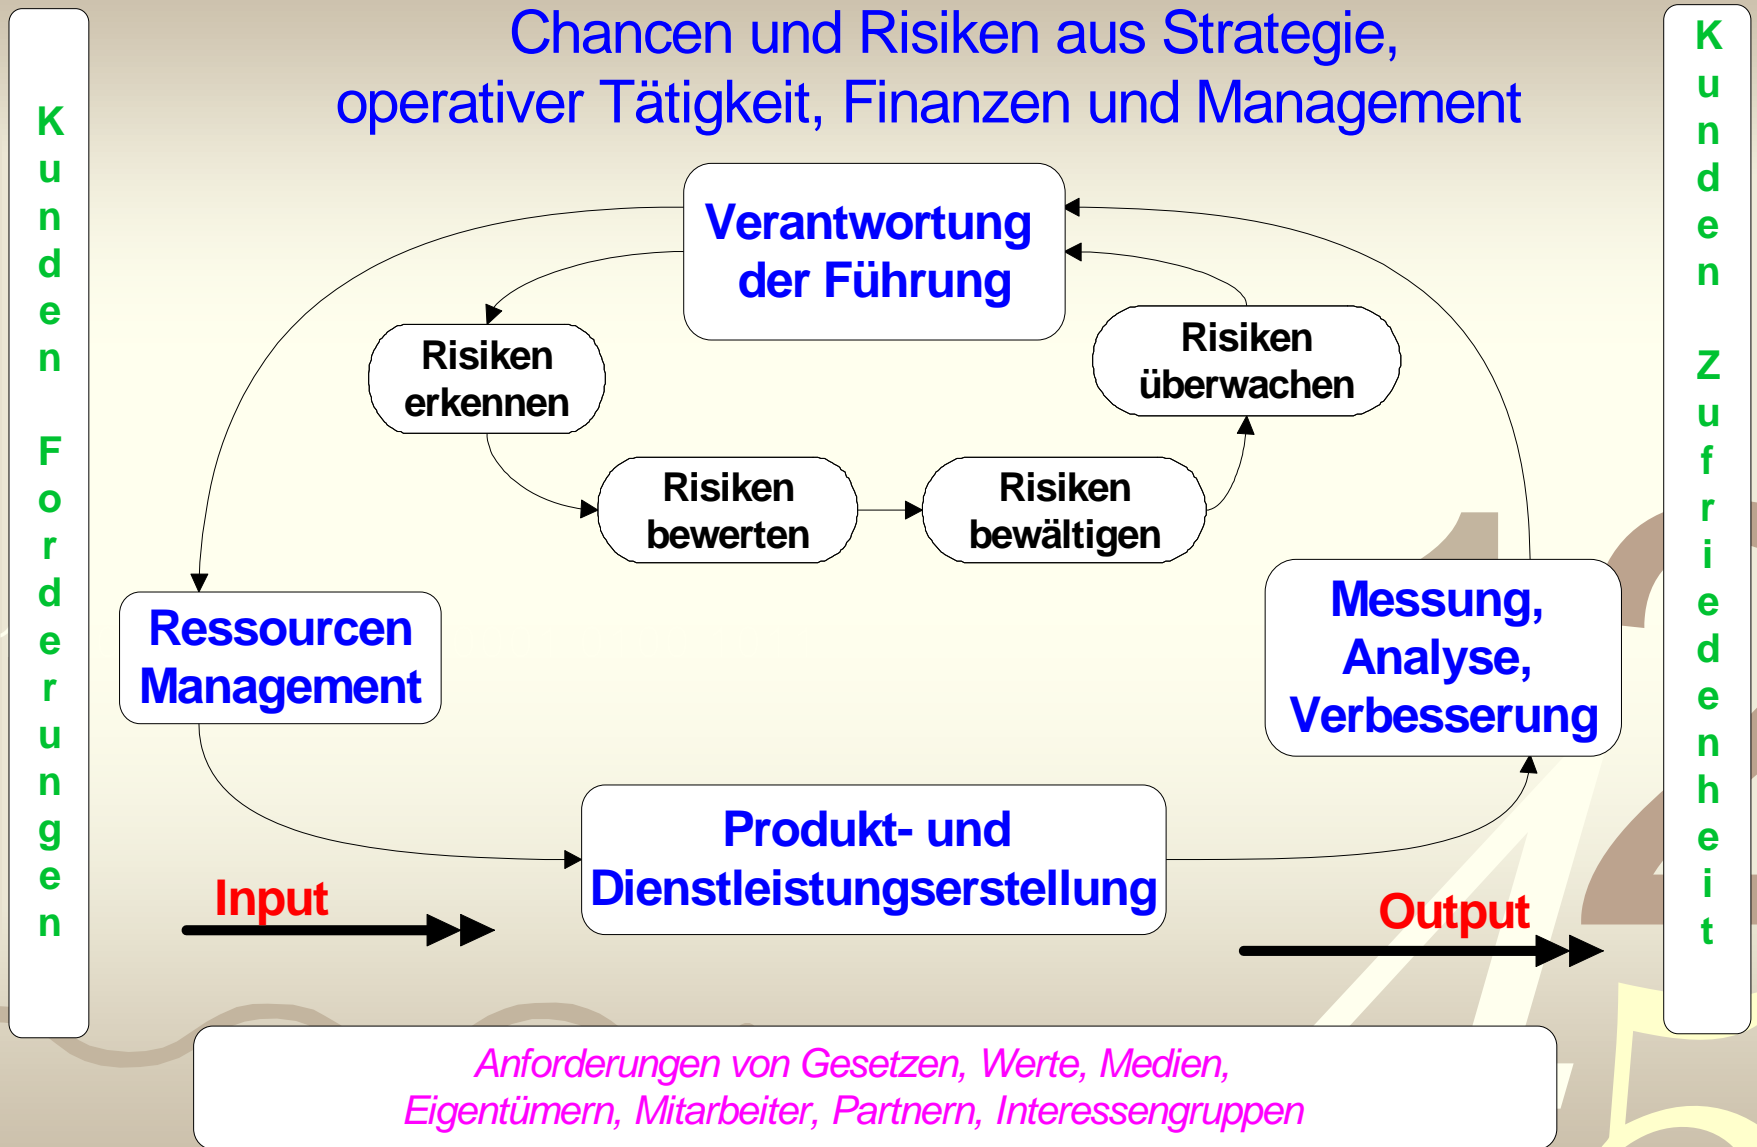 Chancen und Risiken aus Strategie,
operativer Tätigkeit, Finanzen und Management
Kunden Forderungen
Verantwortung
der Führung
Risiken
erkennen
Risiken
bewerten
Risiken
bewältigen
Risiken
überwachen
Ressourcen
Management
Messung,
Analyse,
Verbesserung
Produkt- und
Dienstleistungserstellung
Input
Output
Kunden Zufriedenheit
Anforderungen von Gesetzen, Werte, Medien,
Eigentümern, Mitarbeiter, Partnern, Interessengruppen